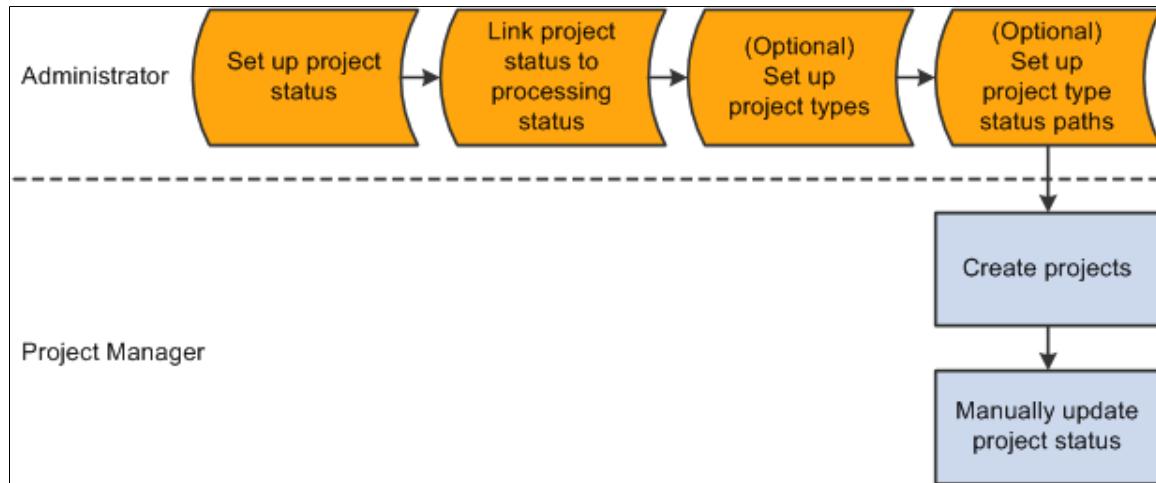 Administrator
Set up project
status
Link project
status to
processing
status
(Optional)
Set up
project types
(Optional)
Set up
project type
status paths
Project Manager
Create projects
Manually update
project status